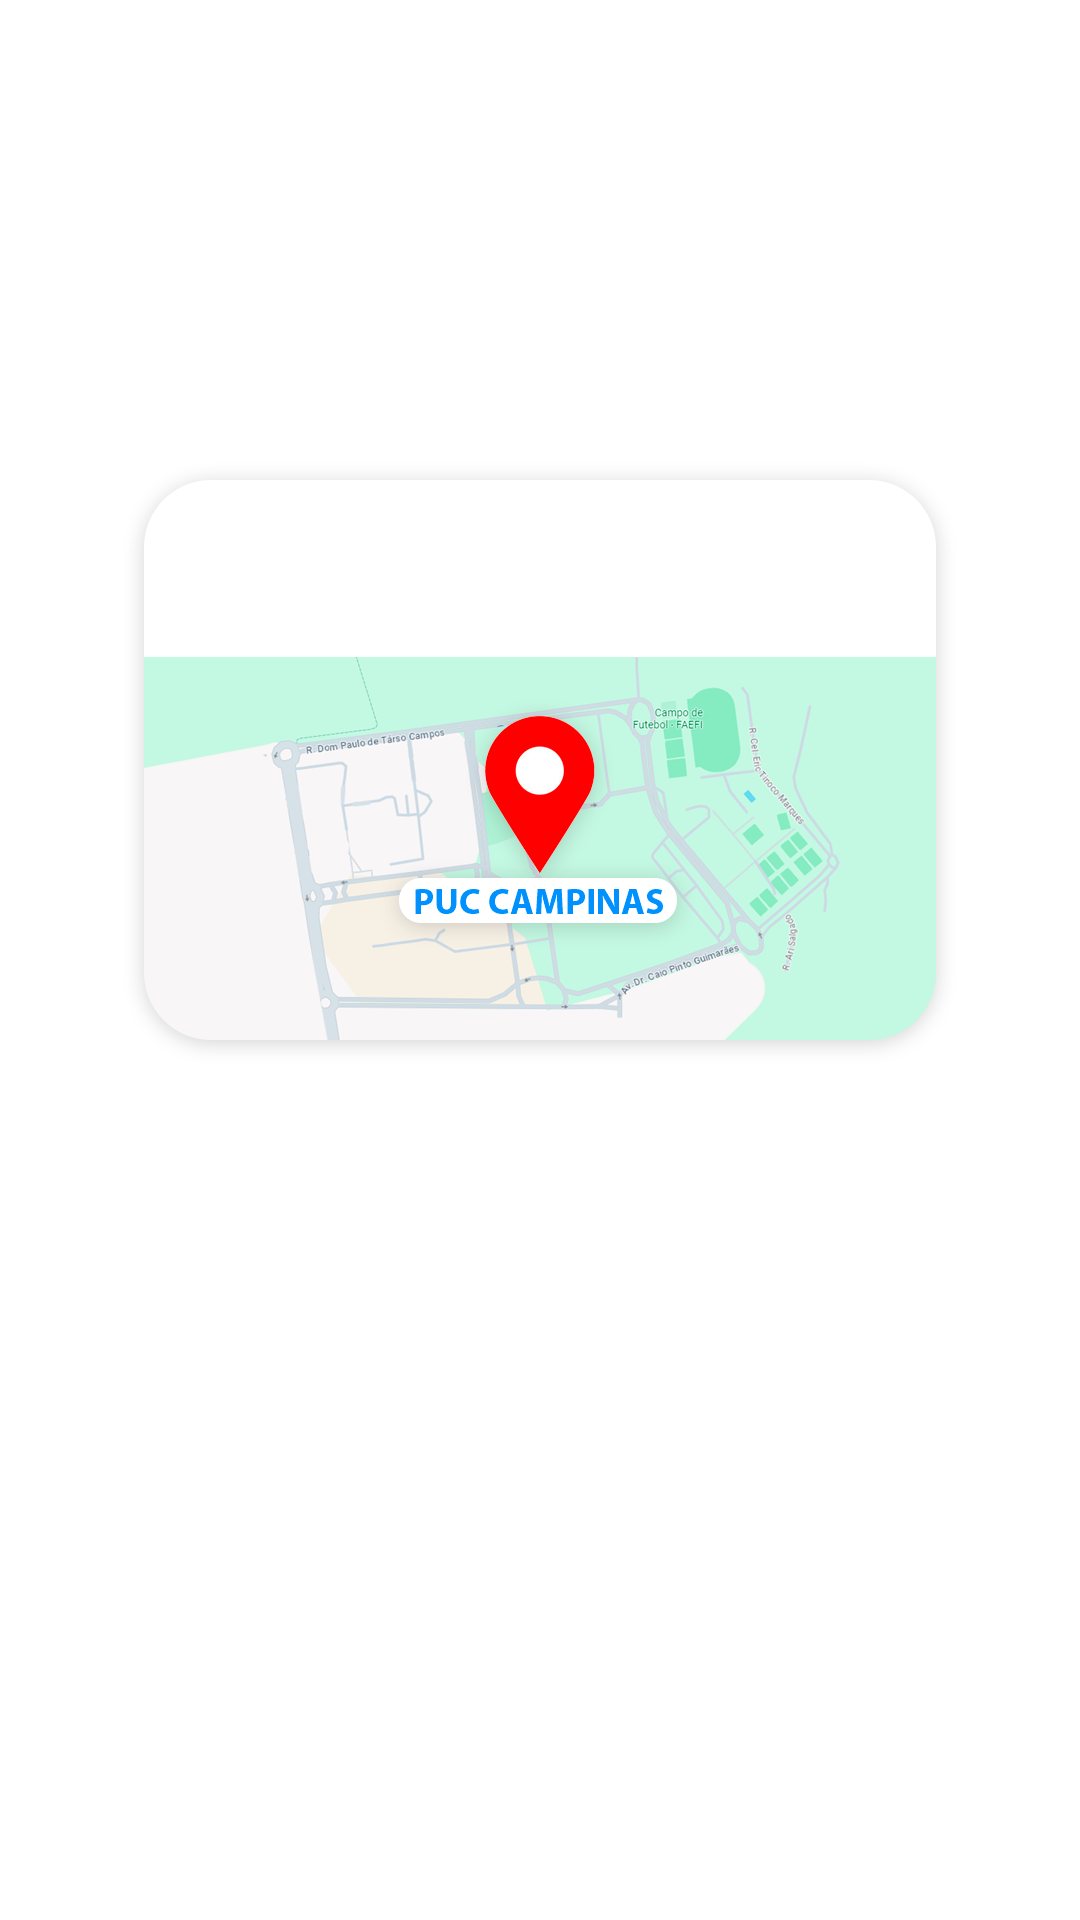 Campo de
Futebol - FAEFI
R. Dom Paulo de Társo Campos
R. Cel. Eric Tinoco Marques
PUC CAMPINAS
R. Ari Salgado
Av. Dr. Caio Pinto Guimarães